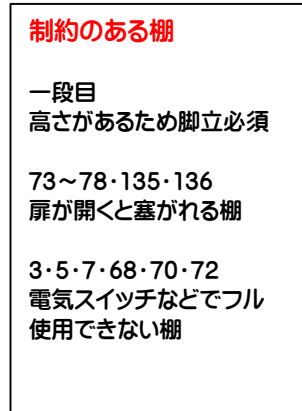 制約のある棚
一段目
高さがあるため脚立必須
73～78･135･136
扉が開くと塞がれる棚
3･5･7･68･70･72
電気スイッチなどでフル
使用できない棚